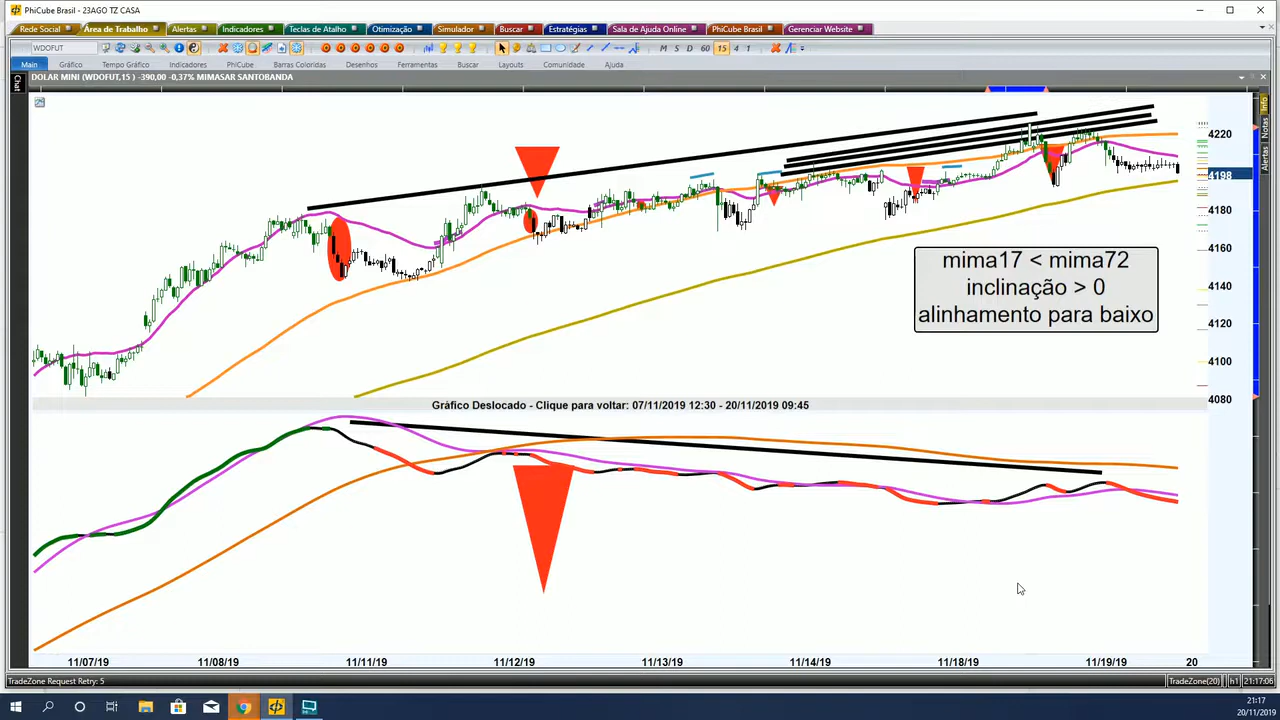 PhiCube Brasil - 23AGO TZ CASA
Rede Social Área de Trabalho Alertas Indicadores Teclas de Atalho Otimização Simulador Buscar Estratégias Sala de Ajuda Online PhiCube Brasil Gerenciar Website
WDOFUT M S D 60 15 4 1
Main Gráfico Tempo Gráfico Indicadores PhiCube Barras Coloridas Desenhos Ferramentas Buscar Layouts Comunidade Ajuda
DOLAR MINI (WDOFUT,15 ) -390,00 -0,37% MIMASAR SANTOBANDA
Chat
Info
Notas
Alertas
4220
4198
4180
4160
4140
4120
4100
4080
mima17 < mima72
inclinação > 0
alinhamento para baixo
Gráfico Deslocado - Clique para voltar: 07/11/2019 12:30 - 20/11/2019 09:45
11/07/19 11/08/19 11/11/19 11/12/19 11/13/19 11/14/19 11/18/19 11/19/19 20
TradeZone Request Retry: 5 TradeZone(20) h1 21:17:06
21:17
20/11/2019